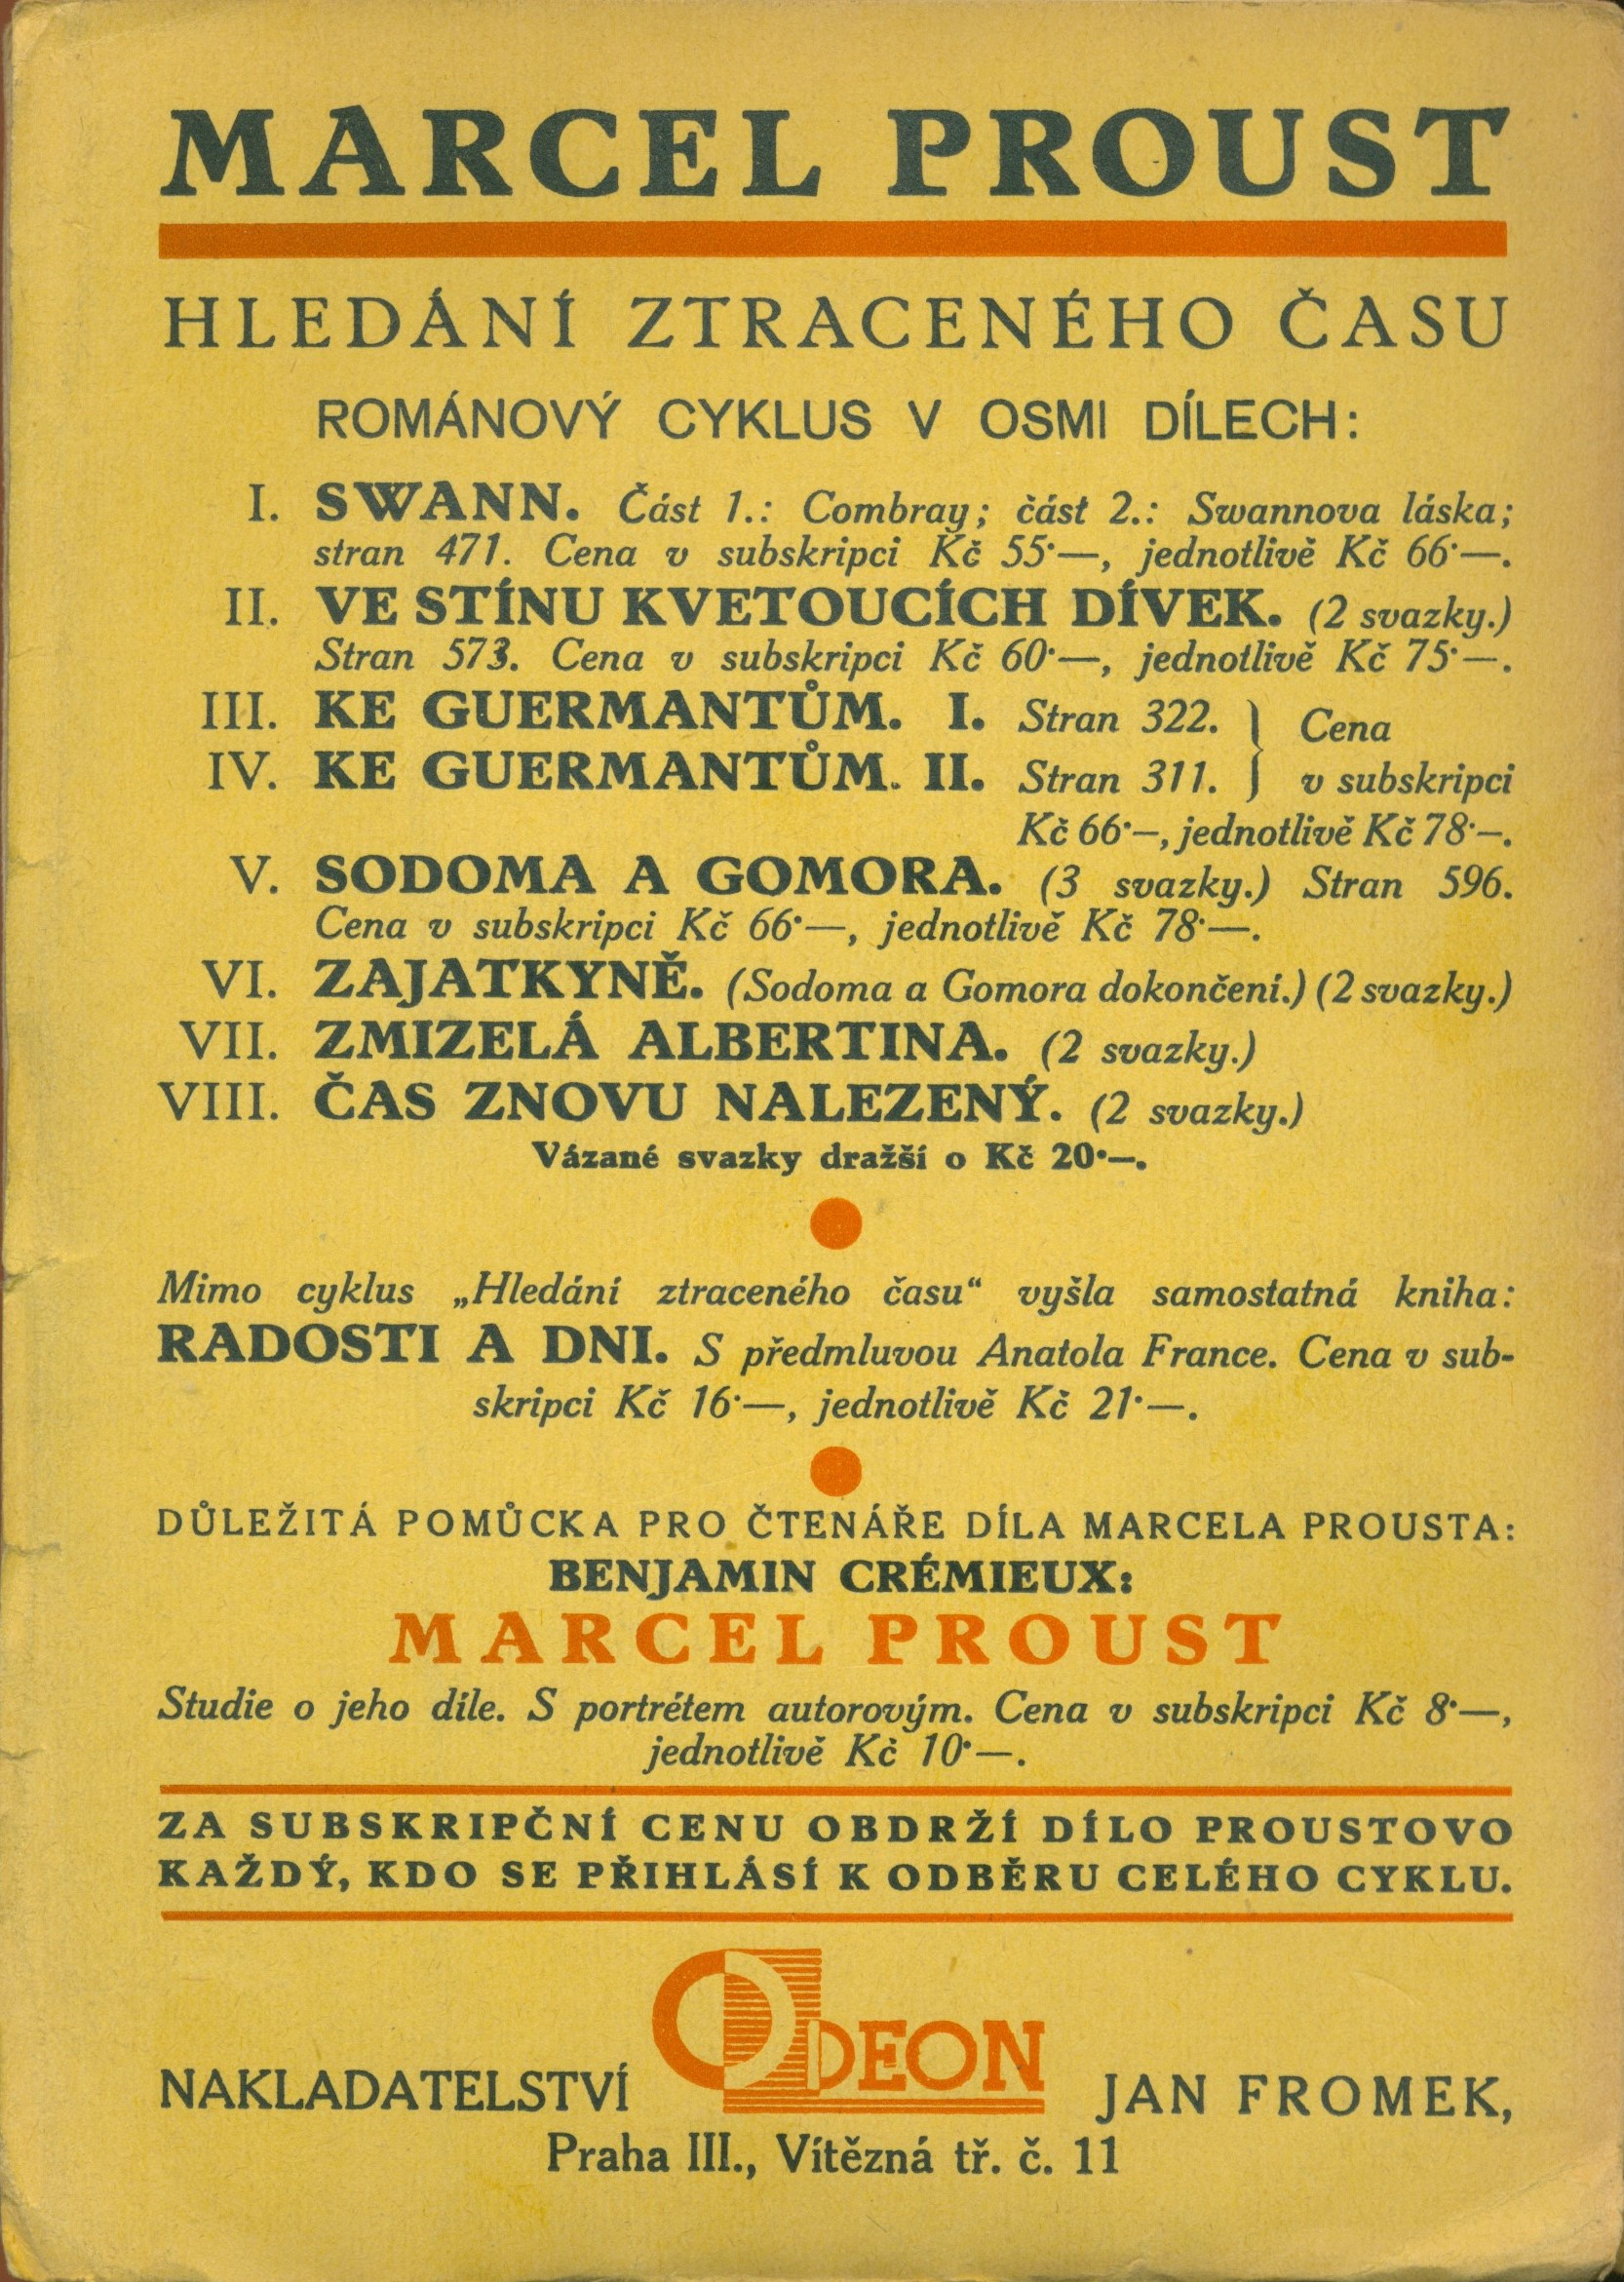 MARCEL PROUST
HLEDÁNÍ ZTRACENÉHO ČASU
ROMÁNOVÝ CYKLUS V OSMI DÍLECH:
I. SWANN. Část 1.: Combray; část 2.: Swannova láska;
stran 471. Cena v subskripci Kč 55·—, jednotlivě Kč 66·—.
II. VE STÍNU KVETOUCÍCH DÍVEK. (2 svazky.)
Stran 573. Cena v subskripci Kč 60·—, jednotlivě Kč 75·—.
III. KE GUERMANTŮM. I. Stran 322. } Cena
IV. KE GUERMANTŮM. II. Stran 311. } v subskripci
Kč 66·—, jednotlivě Kč 78·—.
V. SODOMA A GOMORA. (3 svazky.) Stran 596.
Cena v subskripci Kč 66·—, jednotlivě Kč 78·—.
VI. ZAJATKYNĚ. (Sodoma a Gomora dokončení.) (2 svazky.)
VII. ZMIZELÁ ALBERTINA. (2 svazky.)
VIII. ČAS ZNOVU NALEZENÝ. (2 svazky.)
Vázané svazky dražší o Kč 20·—.
Mimo cyklus „Hledání ztraceného času“ vyšla samostatná kniha:
RADOSTI A DNI. S předmluvou Anatola France. Cena v sub-
skripci Kč 16·—, jednotlivě Kč 21·—.
DŮLEŽITÁ POMŮCKA PRO ČTENÁŘE DÍLA MARCELA PROUSTA:
BENJAMIN CRÉMIEUX:
MARCEL PROUST
Studie o jeho díle. S portrétem autorovým. Cena v subskripci Kč 8·—,
jednotlivě Kč 10·—.
ZA SUBSKRIPČNÍ CENU OBDRŽÍ DÍLO PROUSTOVO
KAŽDÝ, KDO SE PŘIHLÁSÍ K ODBĚRU CELÉHO CYKLU.
NAKLADATELSTVÍ ODEON JAN FROMEK,
Praha III., Vítězná tř. č. 11